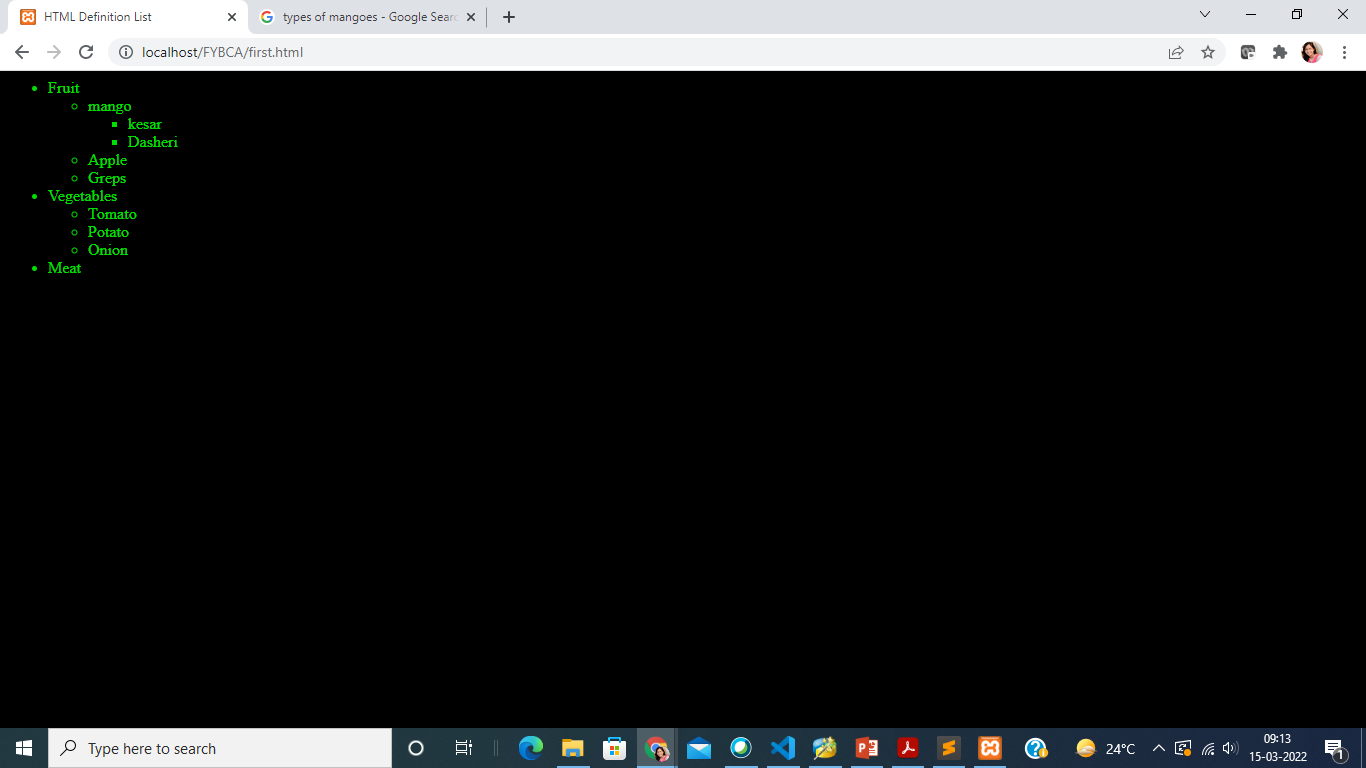 HTML Definition List
types of mangoes - Google Searc
localhost/FYBCA/first.html
Fruit
mango
kesar
Dasheri
Apple
Greps
Vegetables
Tomato
Potato
Onion
Meat
Type here to search
24°C
09:13
15-03-2022
1